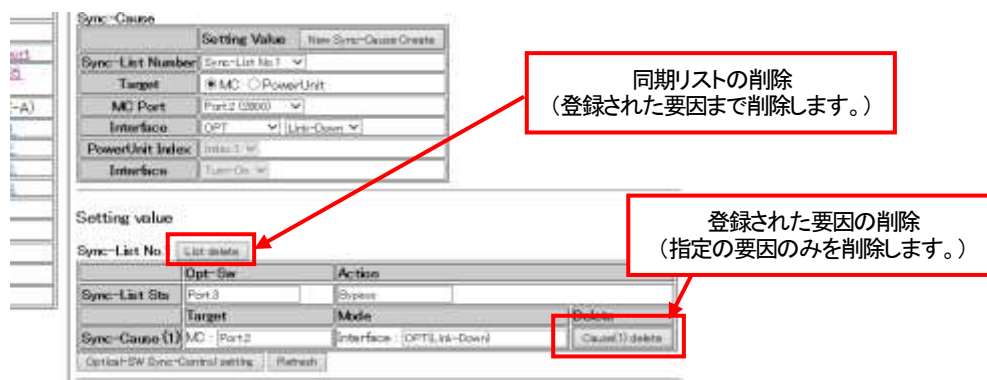 Sync-Cause
Setting Value New Sync-Cause Create
Sync-List Number Sync-List No.1
Target MC PowerUnit
MC Port Port.2 (2800)
Interface OPT Link-Down
PowerUnit Index Index.1
Interface Turn-On
同期リストの削除
（登録された要因まで削除します。）
Setting value
Sync-List No. List delete
Opt-Sw Action
Sync-List Sta Port.3 Bypass
Target Mode Delete
Sync-Cause (1) MC : Port.2 Interface : OPT(Link-Down) Cause(1) delete
Optical-SW Sync-Control setting Refresh
登録された要因の削除
（指定の要因のみを削除します。）
-A)